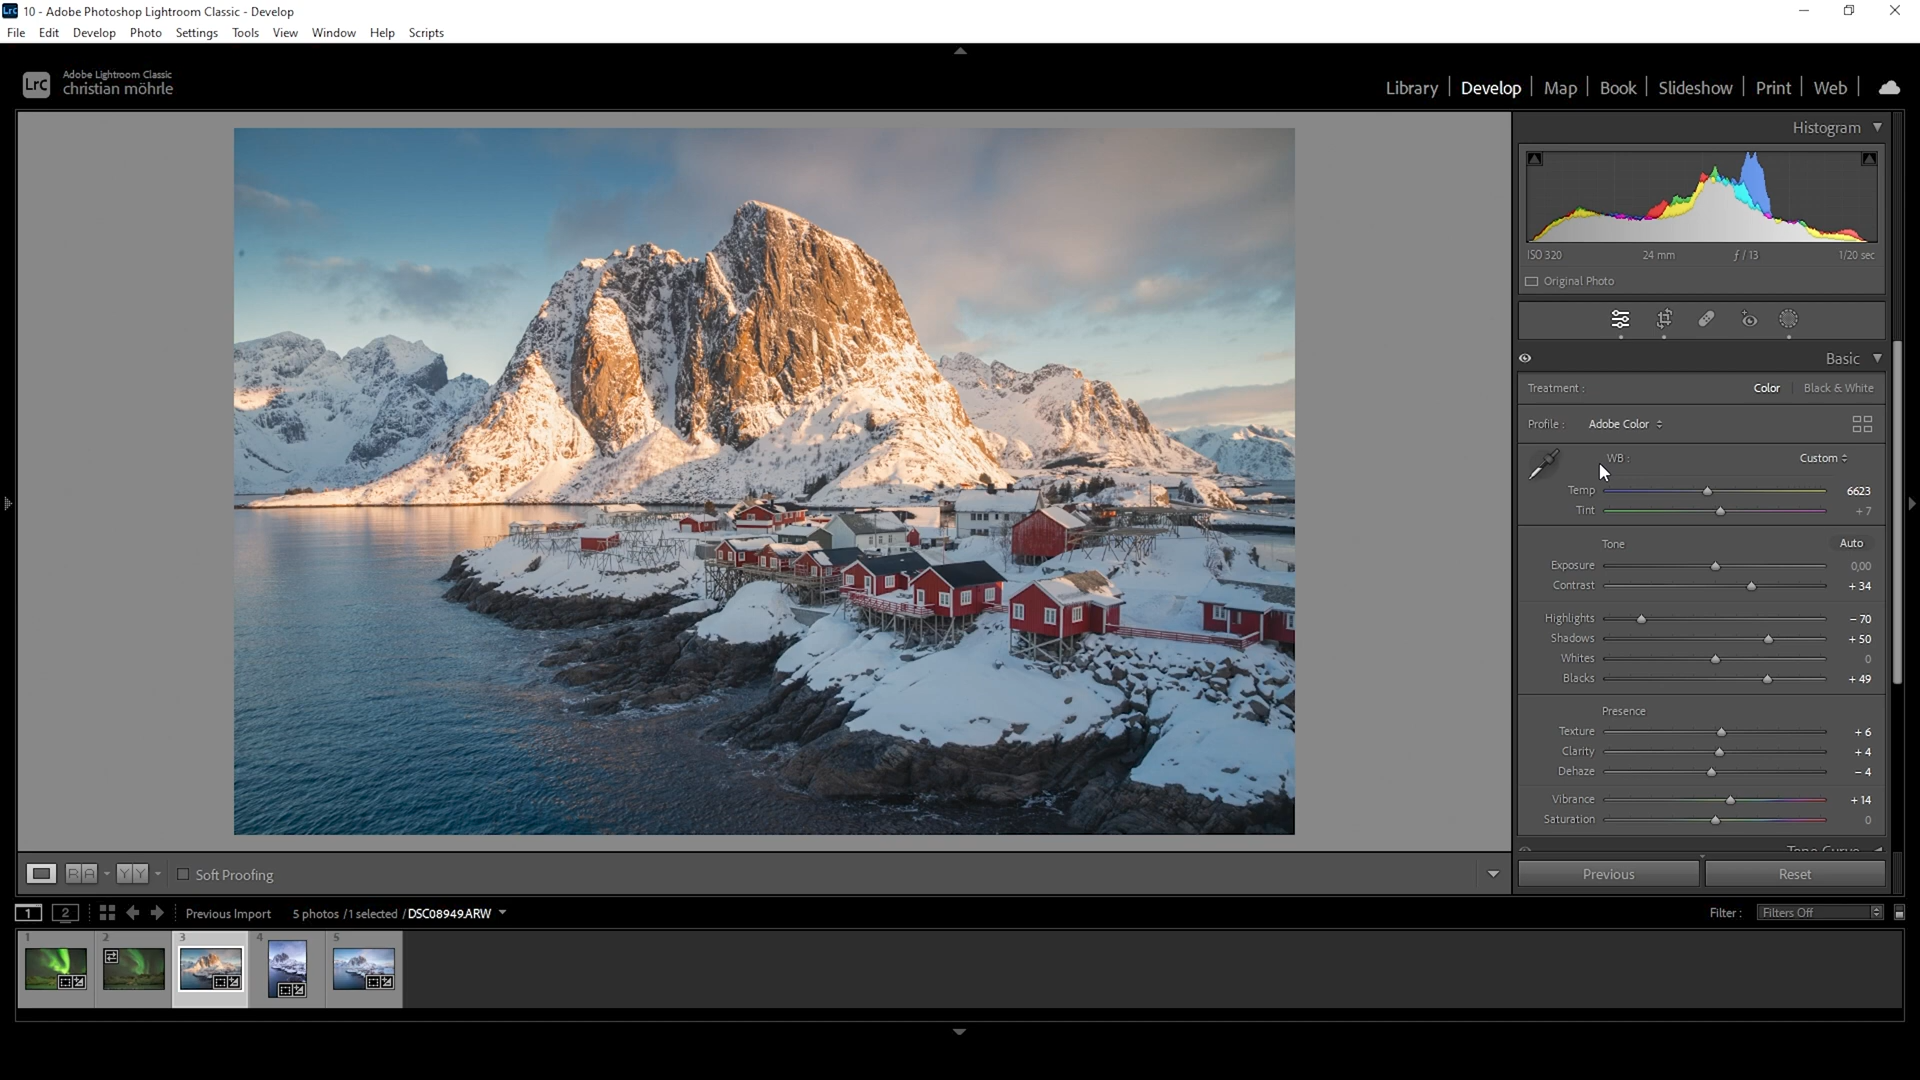 Lrc 10 - Adobe Photoshop Lightroom Classic - Develop
File Edit Develop Photo Settings Tools View Window Help Scripts
Lrc Adobe Lightroom Classic
christian möhrle
Library Develop Map Book Slideshow Print Web
Histogram
ISO 320 24 mm ƒ / 13 1/20 sec
Original Photo
Basic
Treatment : Color Black & White
Profile : Adobe Color
WB : Custom
Temp 6623
Tint + 7
Tone Auto
Exposure 0,00
Contrast + 34
Highlights – 70
Shadows + 50
Whites 0
Blacks + 49
Presence
Texture + 6
Clarity + 4
Dehaze – 4
Vibrance + 14
Saturation 0
Tone Curve
R A Y Y Soft Proofing Previous Reset
1 2 Previous Import 5 photos / 1 selected / DSC08949.ARW Filter : Filters Off
1 2 3 4 5